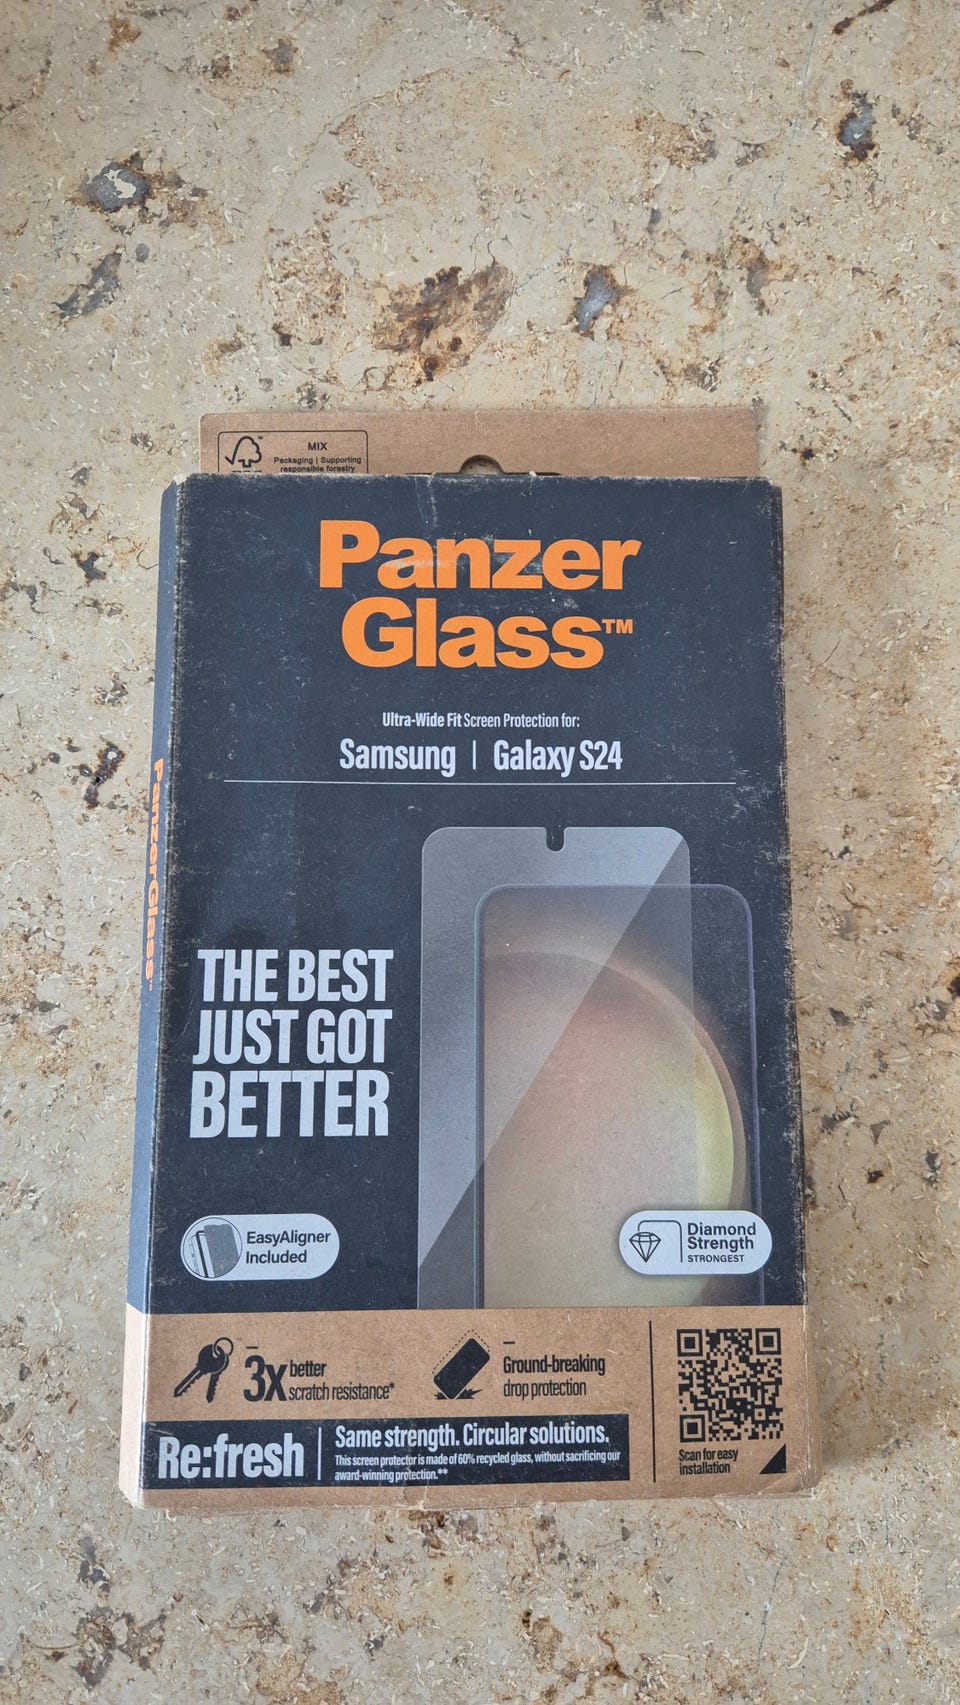 MIX
Packaging | Supporting
responsible forestry
Panzer
Glass™
Ultra-Wide Fit Screen Protection for:
Samsung | Galaxy S24
PanzerGlass™
THE BEST
JUST GOT
BETTER
EasyAligner
Included
Diamond
Strength
STRONGEST
3x better
scratch resistance*
Ground-breaking
drop protection
Re:fresh
Same strength. Circular solutions.
This screen protector is made of 60% recycled glass, without sacrificing our
award-winning protection.**
Scan for easy
installation